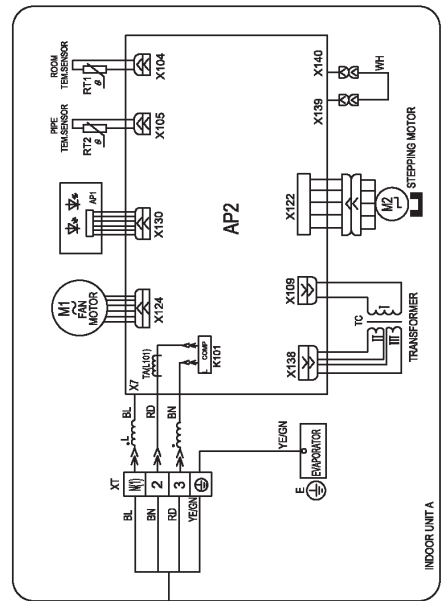 ROOM
TEM.SENSOR
RT1
θ
X104
PIPE
TEM.SENSOR
RT2
θ
X105
AP1
X130
M1
~
FAN
MOTOR
X124
AP2
X140
WH
X139
X122
M2
STEPPING MOTOR
X109
X138
TC
I
II
III
TRANSFORMER
X7
TA(L101)
L COMP
K101
BL
L
RD
BN
XT
N(1)
2
3
BL
BN
RD
YE/GN
YE/GN
E
EVAPORATOR
INDOOR UNIT A